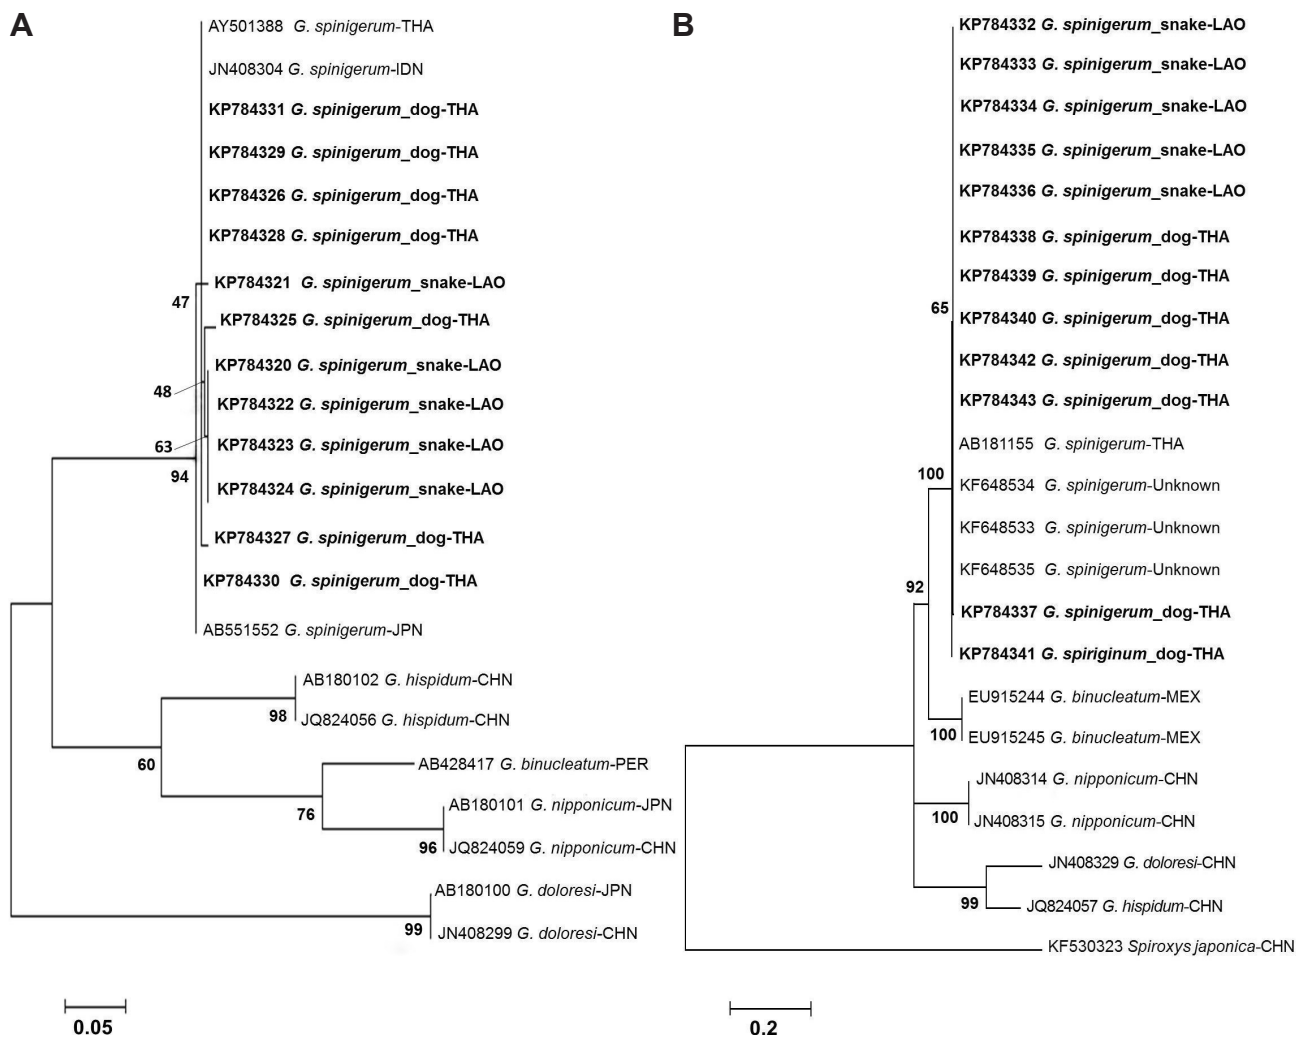 A
AY501388 G. spinigerum-THA
JN408304 G. spinigerum-IDN
KP784331 G. spinigerum_dog-THA
KP784329 G. spinigerum_dog-THA
KP784326 G. spinigerum_dog-THA
KP784328 G. spinigerum_dog-THA
KP784321 G. spinigerum_snake-LAO
47
KP784325 G. spinigerum_dog-THA
KP784320 G. spinigerum_snake-LAO
48
KP784322 G. spinigerum_snake-LAO
KP784323 G. spinigerum_snake-LAO
63
94
KP784324 G. spinigerum_snake-LAO
KP784327 G. spinigerum_dog-THA
KP784330 G. spinigerum_dog-THA
AB551552 G. spinigerum-JPN
AB180102 G. hispidum-CHN
98
JQ824056 G. hispidum-CHN
60
AB428417 G. binucleatum-PER
76
AB180101 G. nipponicum-JPN
96
JQ824059 G. nipponicum-CHN
AB180100 G. doloresi-JPN
99
JN408299 G. doloresi-CHN
0.05
B
KP784332 G. spinigerum_snake-LAO
KP784333 G. spinigerum_snake-LAO
KP784334 G. spinigerum_snake-LAO
KP784335 G. spinigerum_snake-LAO
KP784336 G. spinigerum_snake-LAO
KP784338 G. spinigerum_dog-THA
KP784339 G. spinigerum_dog-THA
65
KP784340 G. spinigerum_dog-THA
KP784342 G. spinigerum_dog-THA
KP784343 G. spinigerum_dog-THA
AB181155 G. spinigerum-THA
100
KF648534 G. spinigerum-Unknown
KF648533 G. spinigerum-Unknown
KF648535 G. spinigerum-Unknown
92
KP784337 G. spinigerum_dog-THA
KP784341 G. spiriginum_dog-THA
EU915244 G. binucleatum-MEX
100
EU915245 G. binucleatum-MEX
JN408314 G. nipponicum-CHN
100
JN408315 G. nipponicum-CHN
JN408329 G. doloresi-CHN
99
JQ824057 G. hispidum-CHN
KF530323 Spiroxys japonica-CHN
0.2